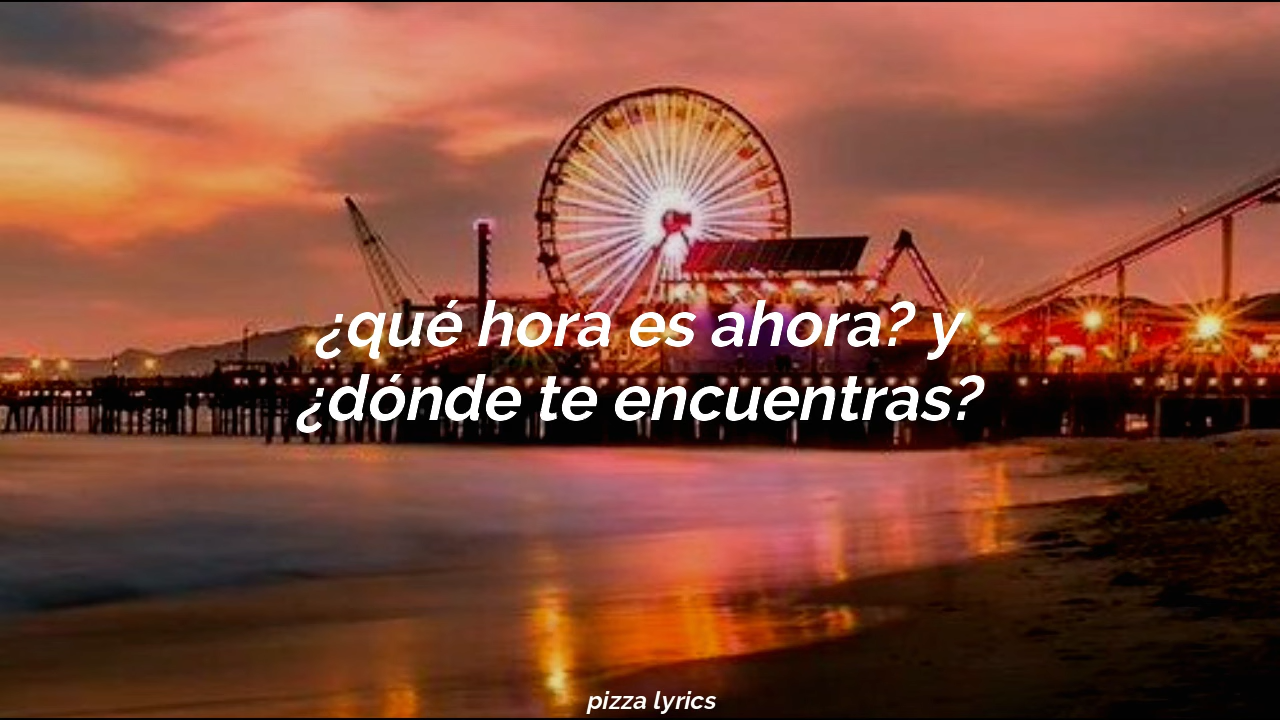 ¿qué hora es ahora? y
¿dónde te encuentras?
pizza lyrics